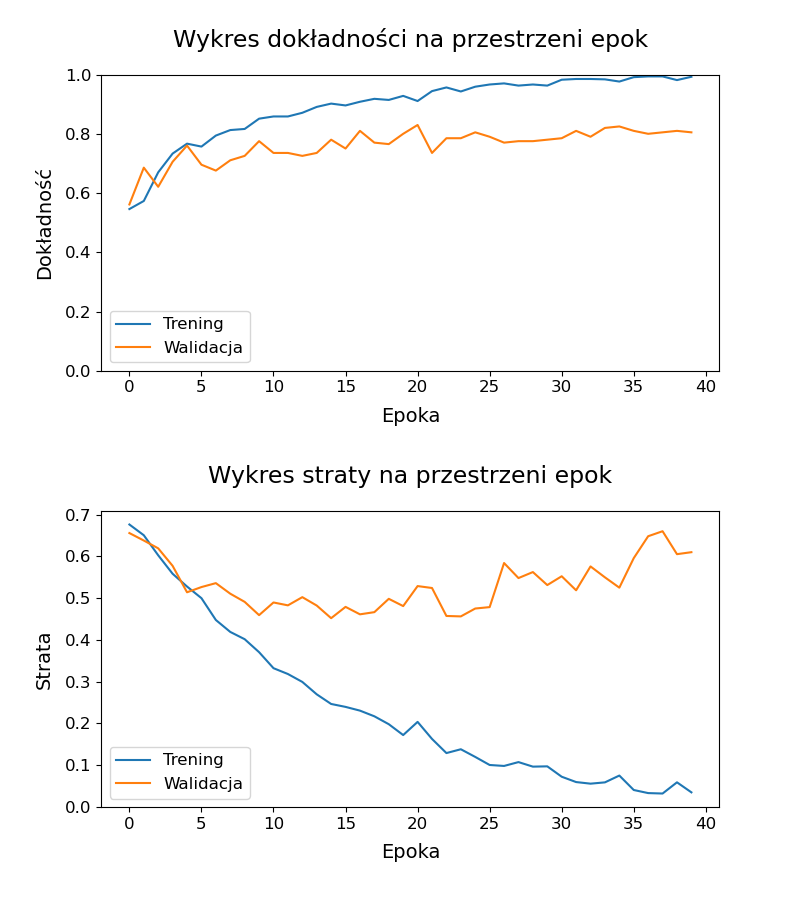 Wykres dokładności na przestrzeni epok
1.0
0.8
0.6
0.4
0.2
0.0
Dokładność
Trening
Walidacja
0 5 10 15 20 25 30 35 40
Epoka
Wykres straty na przestrzeni epok
0.7
0.6
0.5
0.4
0.3
0.2
0.1
0.0
Strata
Trening
Walidacja
0 5 10 15 20 25 30 35 40
Epoka